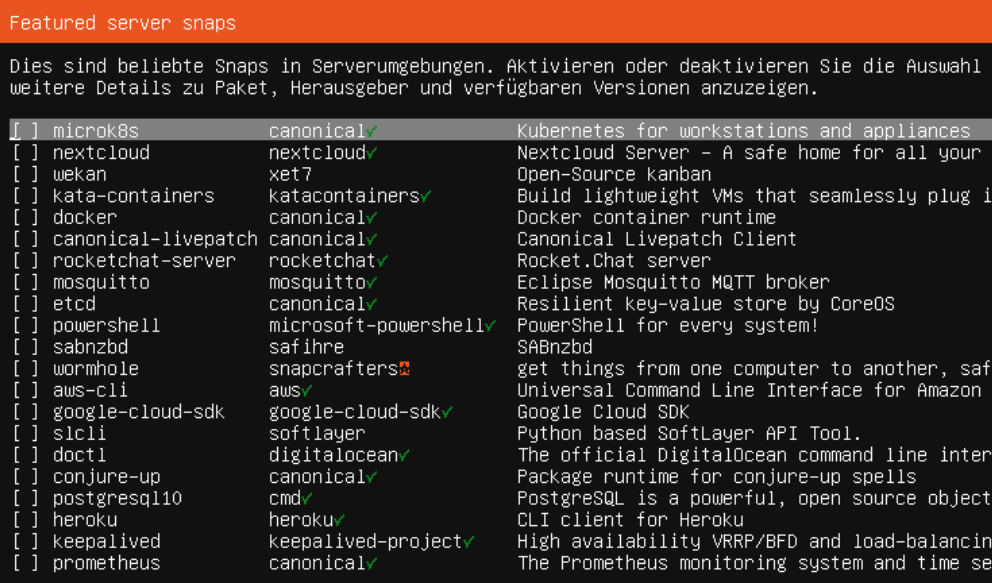 Featured server snaps
Dies sind beliebte Snaps in Serverumgebungen. Aktivieren oder deaktivieren Sie die Auswahl
weitere Details zu Paket, Herausgeber und verfügbaren Versionen anzuzeigen.
[ ] microk8s canonical✓ Kubernetes for workstations and appliances
[ ] nextcloud nextcloud✓ Nextcloud Server – A safe home for all your
[ ] wekan xet7 Open-Source kanban
[ ] kata-containers katacontainers✓ Build lightweight VMs that seamlessly plug i
[ ] docker canonical✓ Docker container runtime
[ ] canonical-livepatch canonical✓ Canonical Livepatch Client
[ ] rocketchat-server rocketchat✓ Rocket.Chat server
[ ] mosquitto mosquitto✓ Eclipse Mosquitto MQTT broker
[ ] etcd canonical✓ Resilient key-value store by CoreOS
[ ] powershell microsoft-powershell✓ PowerShell for every system!
[ ] sabnzbd safihre SABnzbd
[ ] wormhole snapcrafters get things from one computer to another, saf
[ ] aws-cli aws✓ Universal Command Line Interface for Amazon
[ ] google-cloud-sdk google-cloud-sdk✓ Google Cloud SDK
[ ] slcli softlayer Python based SoftLayer API Tool.
[ ] doctl digitalocean✓ The official DigitalOcean command line inter
[ ] conjure-up canonical✓ Package runtime for conjure-up spells
[ ] postgresql10 cmd✓ PostgreSQL is a powerful, open source object
[ ] heroku heroku✓ CLI client for Heroku
[ ] keepalived keepalived-project✓ High availability VRRP/BFD and load-balancin
[ ] prometheus canonical✓ The Prometheus monitoring system and time se